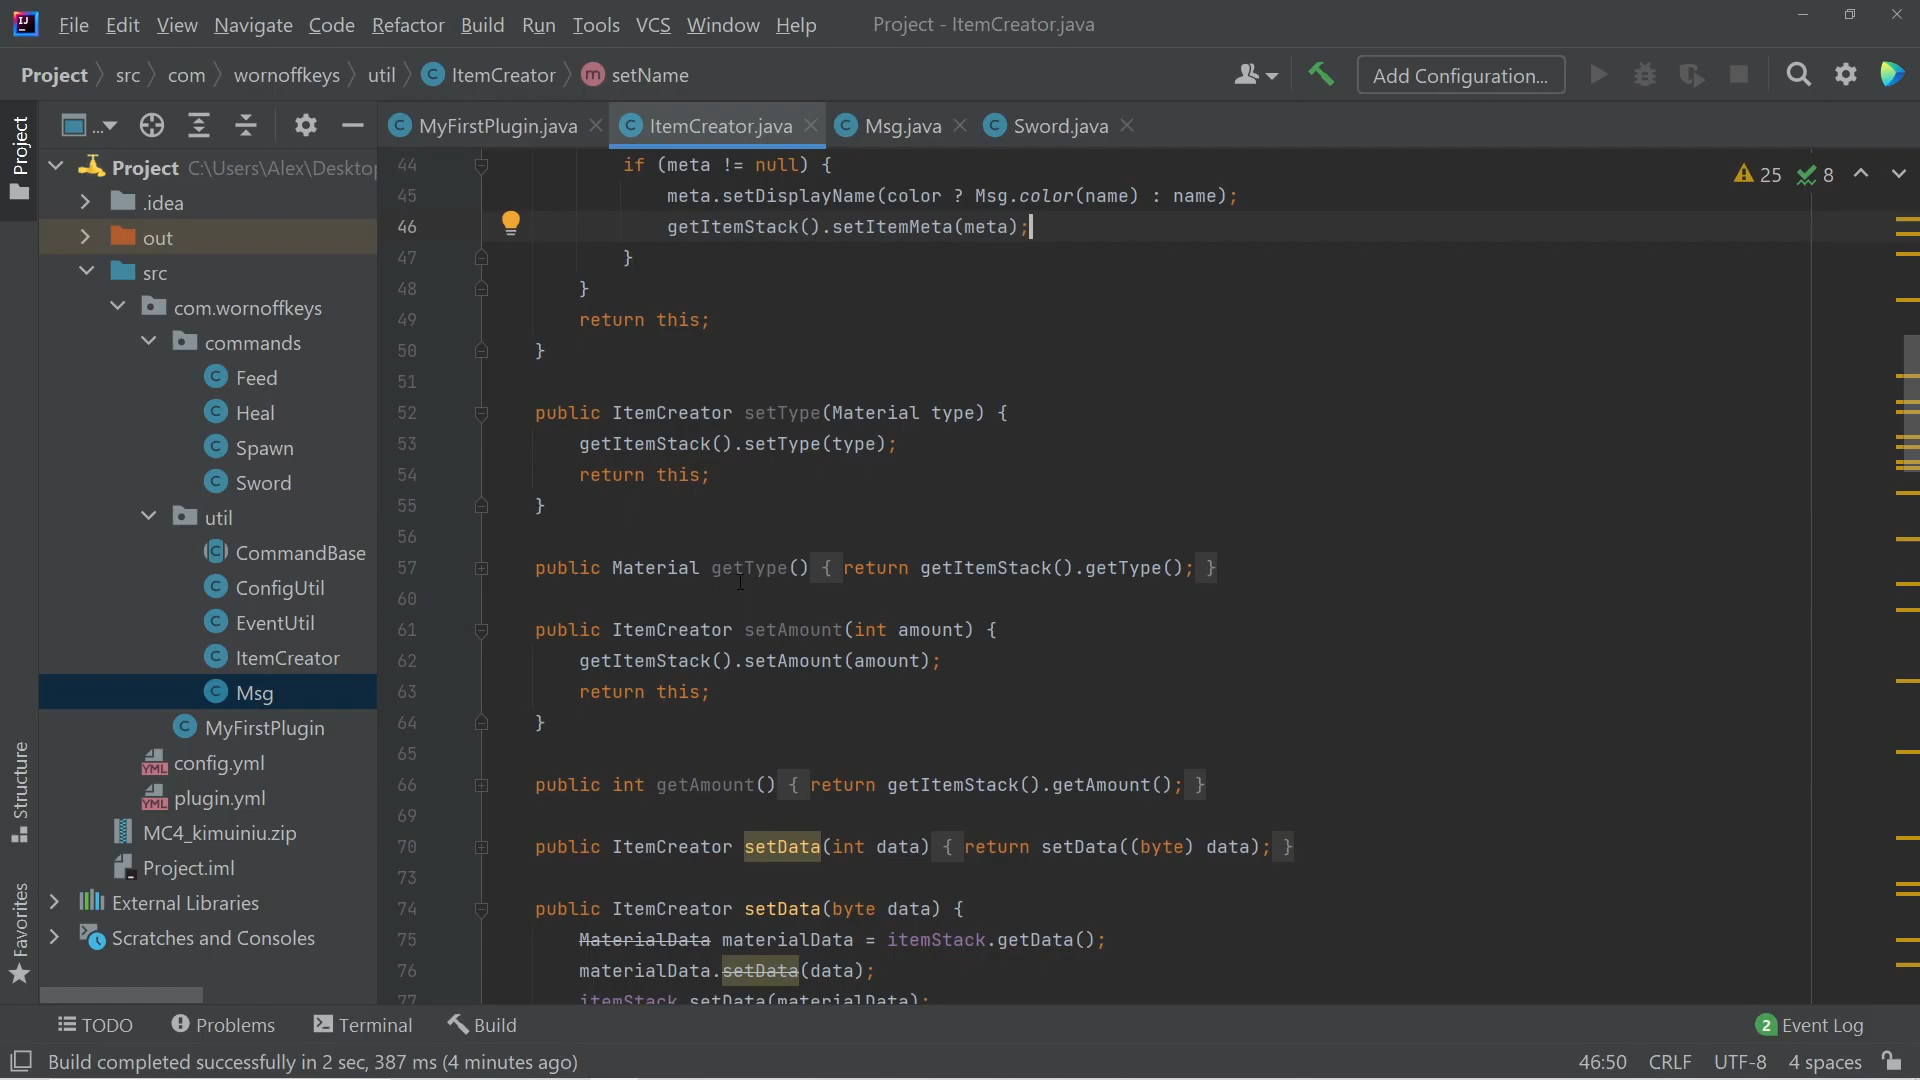 File Edit View Navigate Code Refactor Build Run Tools VCS Window Help Project - ItemCreator.java
Project src com wornoffkeys util ItemCreator setName Add Configuration...
MyFirstPlugin.java ItemCreator.java Msg.java Sword.java
Project
Project C:\Users\Alex\Deskto
.idea
out
src
com.wornoffkeys
commands
Feed
Heal
Spawn
Sword
util
CommandBase
ConfigUtil
EventUtil
ItemCreator
Msg
MyFirstPlugin
config.yml
plugin.yml
MC4_kimuiniu.zip
Project.iml
External Libraries
Scratches and Consoles
Structure
Favorites
25 8
44 if (meta != null) {
45 meta.setDisplayName(color ? Msg.color(name) : name);
46 getItemStack().setItemMeta(meta);
47 }
48 }
49 return this;
50 }
51
52 public ItemCreator setType(Material type) {
53 getItemStack().setType(type);
54 return this;
55 }
56
57 public Material getType() { return getItemStack().getType(); }
60
61 public ItemCreator setAmount(int amount) {
62 getItemStack().setAmount(amount);
63 return this;
64 }
65
66 public int getAmount() { return getItemStack().getAmount(); }
69
70 public ItemCreator setData(int data) { return setData((byte) data); }
73
74 public ItemCreator setData(byte data) {
75 MaterialData materialData = itemStack.getData();
76 materialData.setData(data);
77 itemStack.setData(materialData);
TODO Problems Terminal Build 2 Event Log
Build completed successfully in 2 sec, 387 ms (4 minutes ago) 46:50 CRLF UTF-8 4 spaces